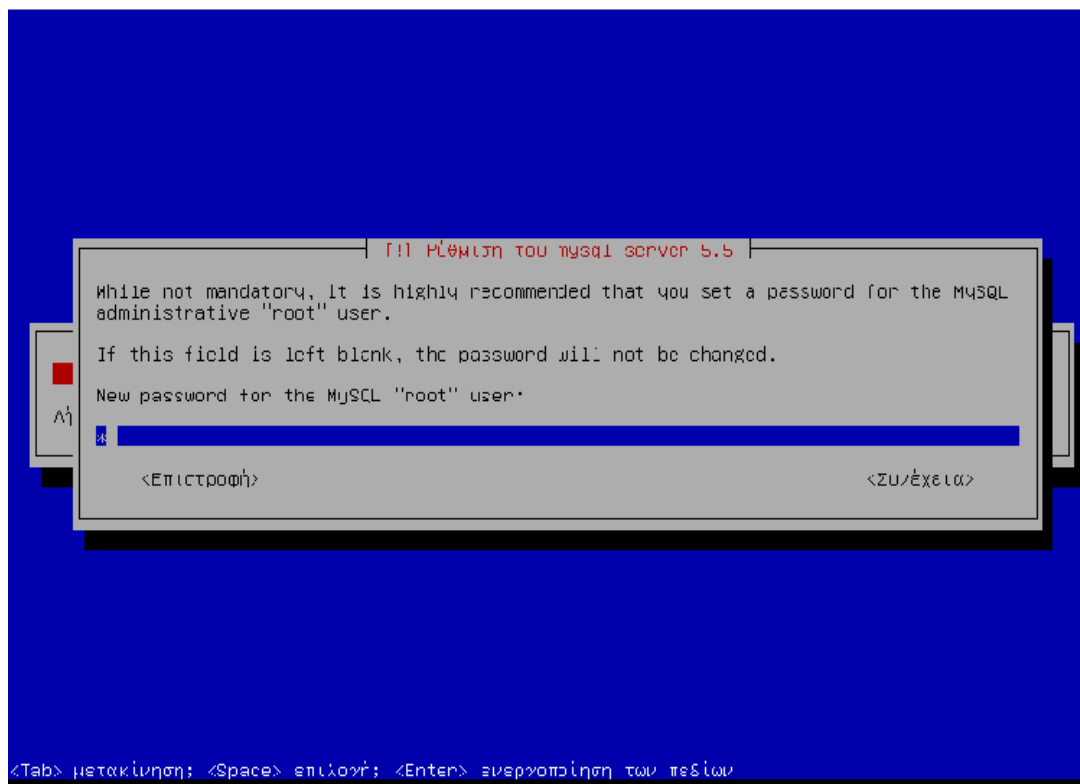 [!] Ρύθμιση του mysql server 5.5
While not mandatory, it is highly recommended that you set a password for the MySQL
administrative "root" user.
If this field is left blank, the password will not be changed.
New password for the MySQL "root" user:
*
<Επιστροφή> <Συνέχεια>
<Tab> μετακίνηση; <Space> επιλογή; <Enter> ενεργοποίηση των πεδίων